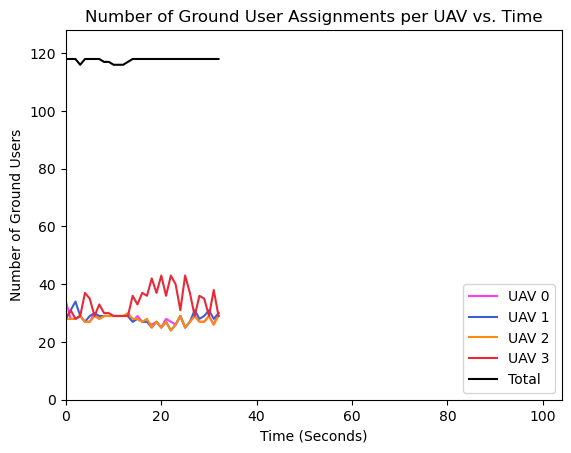 Number of Ground User Assignments per UAV vs. Time
Number of Ground Users
120
100
80
60
40
20
0
UAV 0
UAV 1
UAV 2
UAV 3
Total
0 20 40 60 80 100
Time (Seconds)